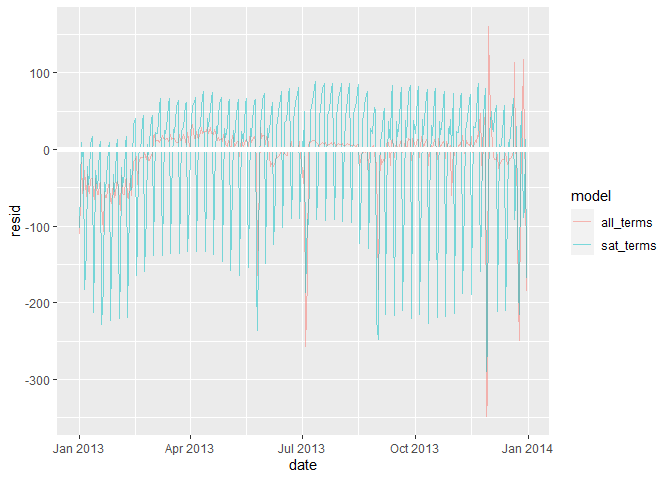 100
0
-100
-200
-300
resid
Jan 2013
Apr 2013
Jul 2013
Oct 2013
Jan 2014
date
model
all_terms
sat_terms